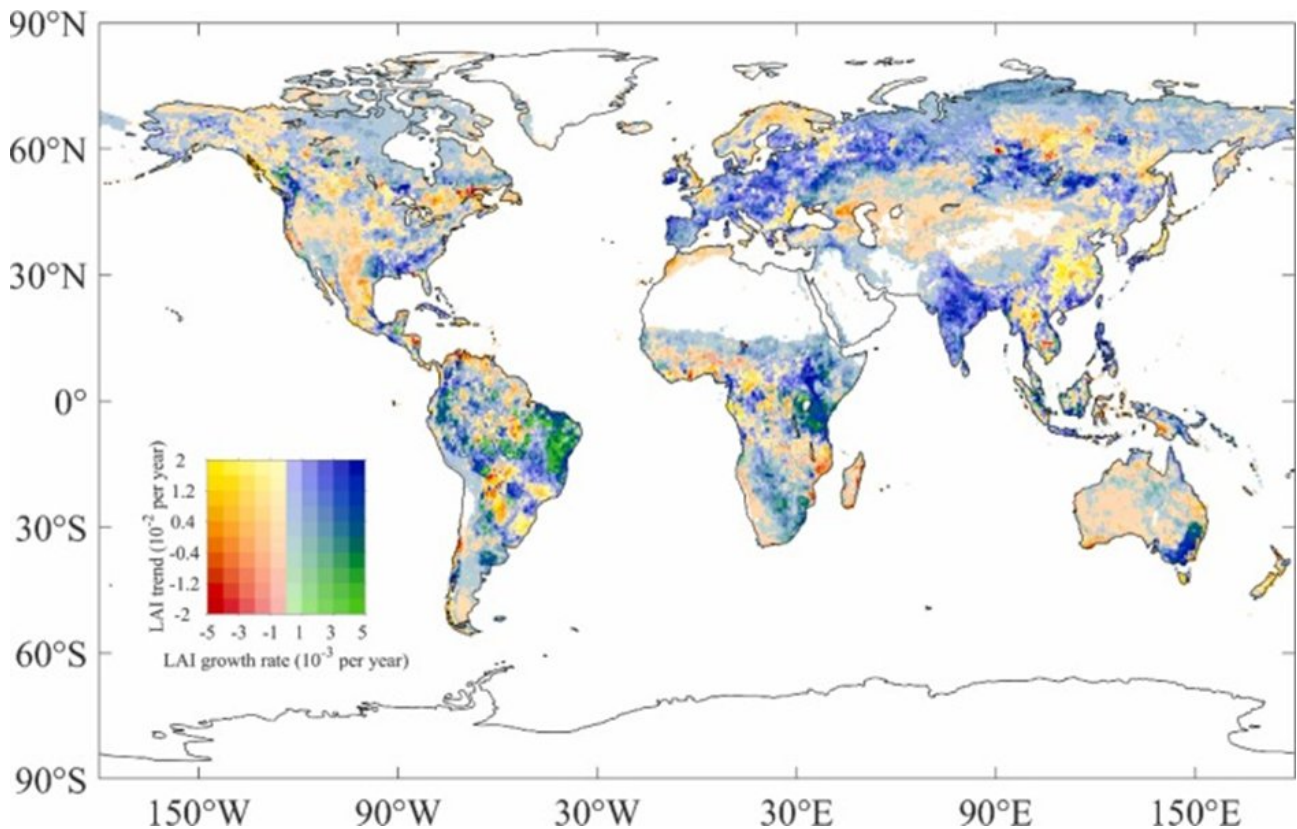 90°N
60°N
30°N
0°
30°S
60°S
90°S
150°W 90°W 30°W 30°E 90°E 150°E
LAI trend (10-2 per year)
2
1.2
0.4
-0.4
-1.2
-2
-5 -3 -1 1 3 5
LAI growth rate (10-3 per year)